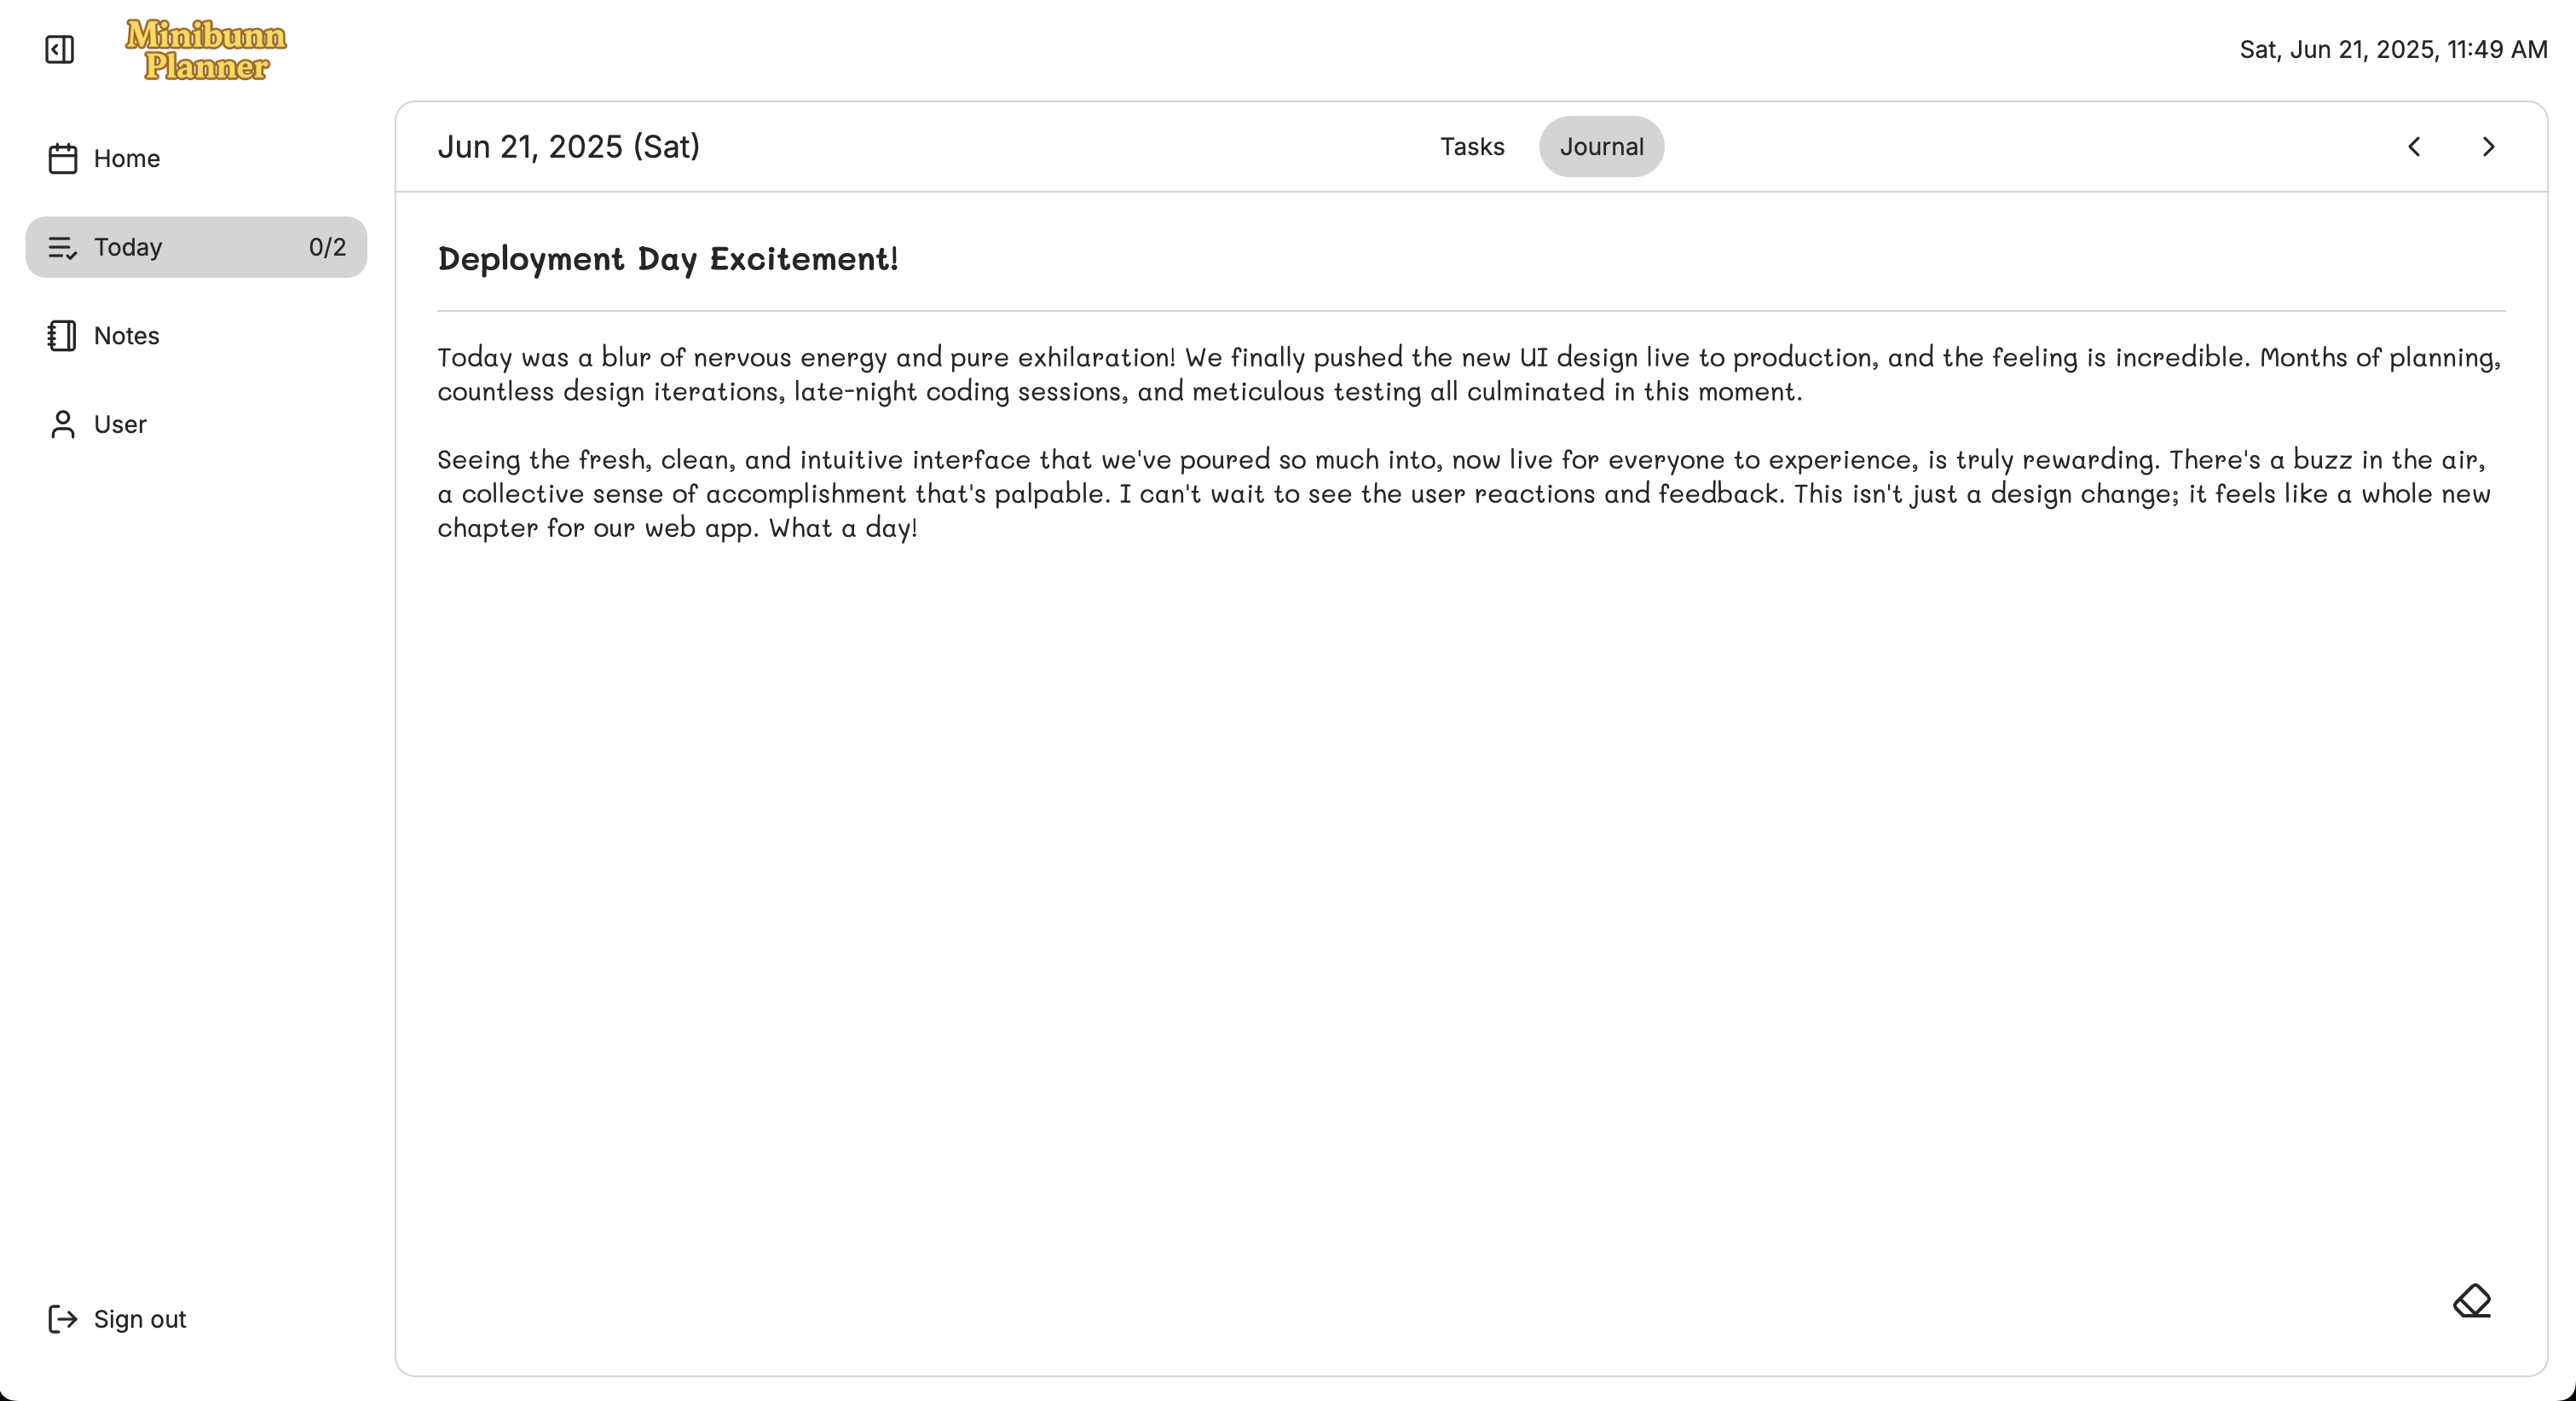 Minibunn
Planner
Sat, Jun 21, 2025, 11:49 AM
Home
Today 0/2
Notes
User
Sign out
Jun 21, 2025 (Sat)
Tasks
Journal
Deployment Day Excitement!
Today was a blur of nervous energy and pure exhilaration! We finally pushed the new UI design live to production, and the feeling is incredible. Months of planning,
countless design iterations, late-night coding sessions, and meticulous testing all culminated in this moment.
Seeing the fresh, clean, and intuitive interface that we've poured so much into, now live for everyone to experience, is truly rewarding. There's a buzz in the air,
a collective sense of accomplishment that's palpable. I can't wait to see the user reactions and feedback. This isn't just a design change; it feels like a whole new
chapter for our web app. What a day!